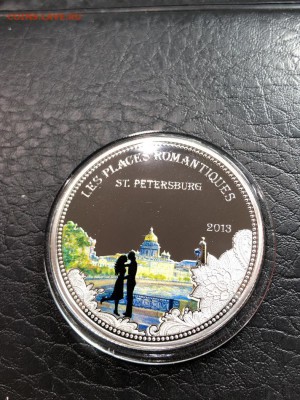 LES PLACES ROMANTIQUES
ST. PETERSBURG
2013